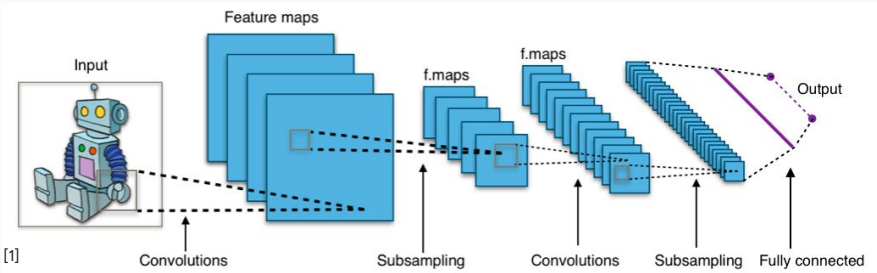 Feature maps
Input
f.maps
f.maps
Output
[1]
Convolutions
Subsampling
Convolutions
Subsampling
Fully connected